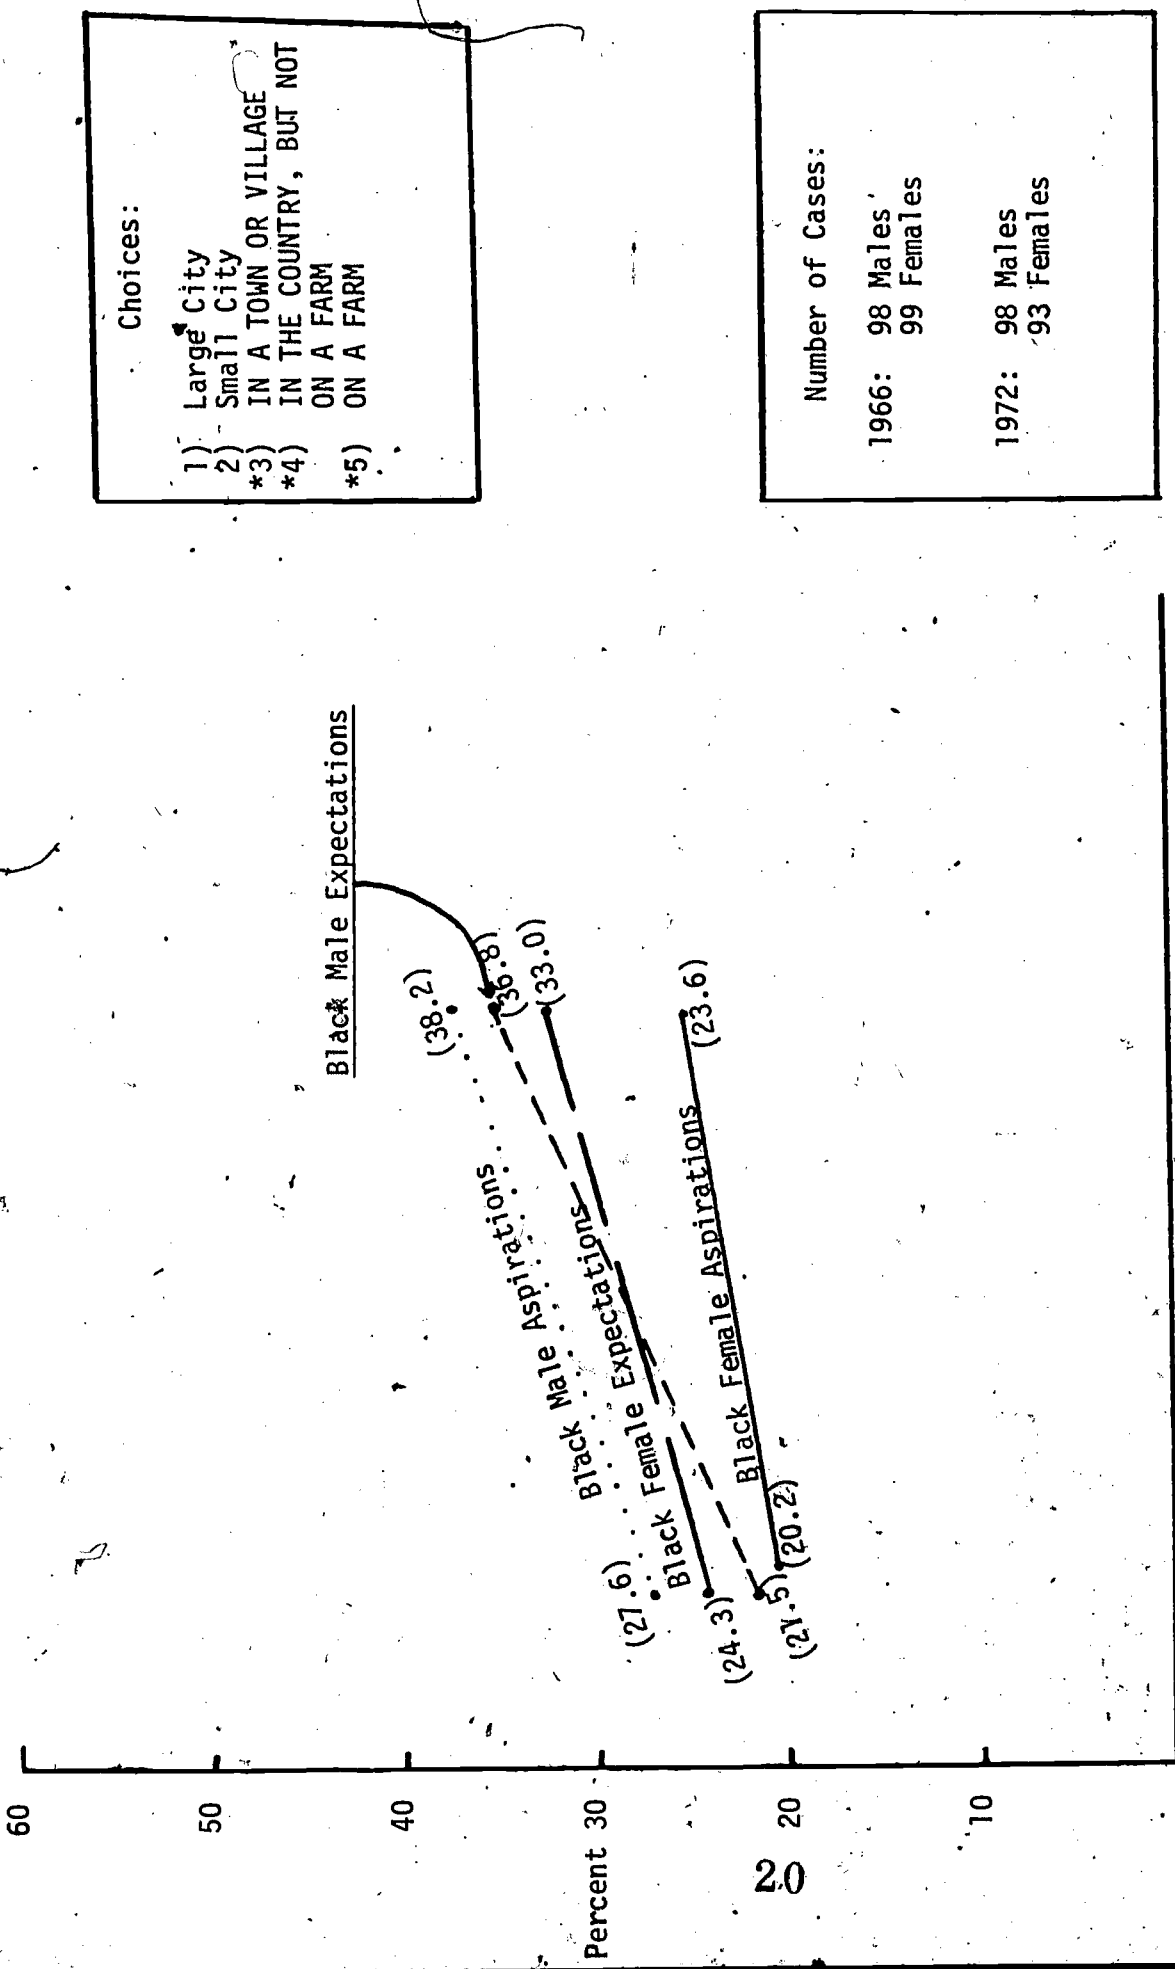 Choices:
1) Large City
2) Small City
*3) IN A TOWN OR VILLAGE
*4) IN THE COUNTRY, BUT NOT
ON A FARM
*5) ON A FARM
Number of Cases:
1966: 98 Males
99 Females
1972: 98 Males
93 Females
Black Male Expectations
(38.2)
(36.8)
(33.0)
(23.6)
Black Male Aspirations
Black Female Expectations
Black Female Aspirations
(27.6)
(24.3)
(21.5)
(20.2)
60
50
40
Percent 30
20
10
20